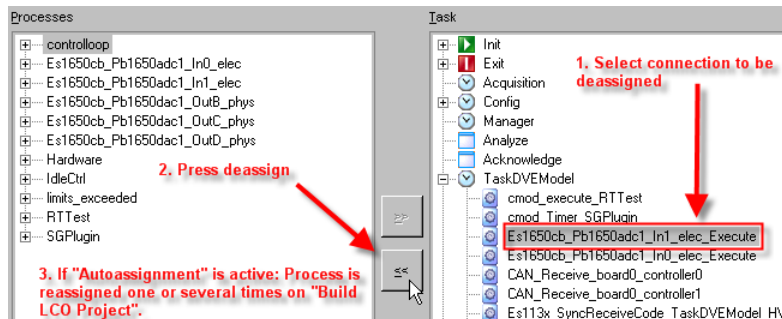 Processes
controlloop
Es1650cb_Pb1650adc1_In0_elec
Es1650cb_Pb1650adc1_In1_elec
Es1650cb_Pb1650dac1_OutB_phys
Es1650cb_Pb1650dac1_OutC_phys
Es1650cb_Pb1650dac1_OutD_phys
Hardware
IdleCtrl
limits_exceeded
RTTest
SGPlugin
2. Press deassign
3. If "Autoassignment" is active: Process is
reassigned one or several times on "Build
LCO Project".
>>
<<
Task
Init
Exit
Acquisition
Config
Manager
Analyze
Acknowledge
TaskDVEModel
cmod_execute_RTTest
cmod_Timer_SGPlugin
Es1650cb_Pb1650adc1_In1_elec_Execute
Es1650cb_Pb1650adc1_In0_elec_Execute
CAN_Receive_board0_controller0
CAN_Receive_board0_controller1
Es113x_SyncReceiveCode_TaskDVEModel_H
1. Select connection to be
deassigned